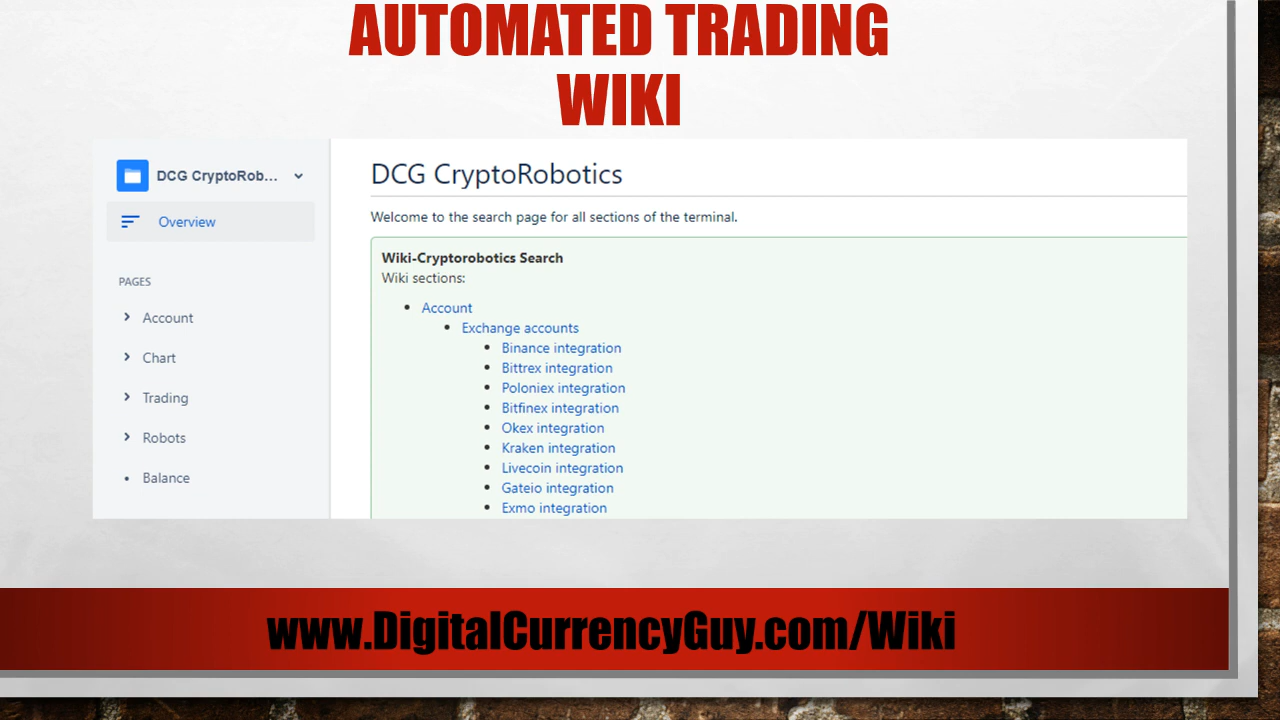 AUTOMATED TRADING
WIKI
DCG CryptoRob...
Overview
PAGES
Account
Chart
Trading
Robots
Balance
DCG CryptoRobotics
Welcome to the search page for all sections of the terminal.
Wiki-Cryptorobotics Search
Wiki sections:
Account
Exchange accounts
Binance integration
Bittrex integration
Poloniex integration
Bitfinex integration
Okex integration
Kraken integration
Livecoin integration
Gateio integration
Exmo integration
www.DigitalCurrencyGuy.com/Wiki